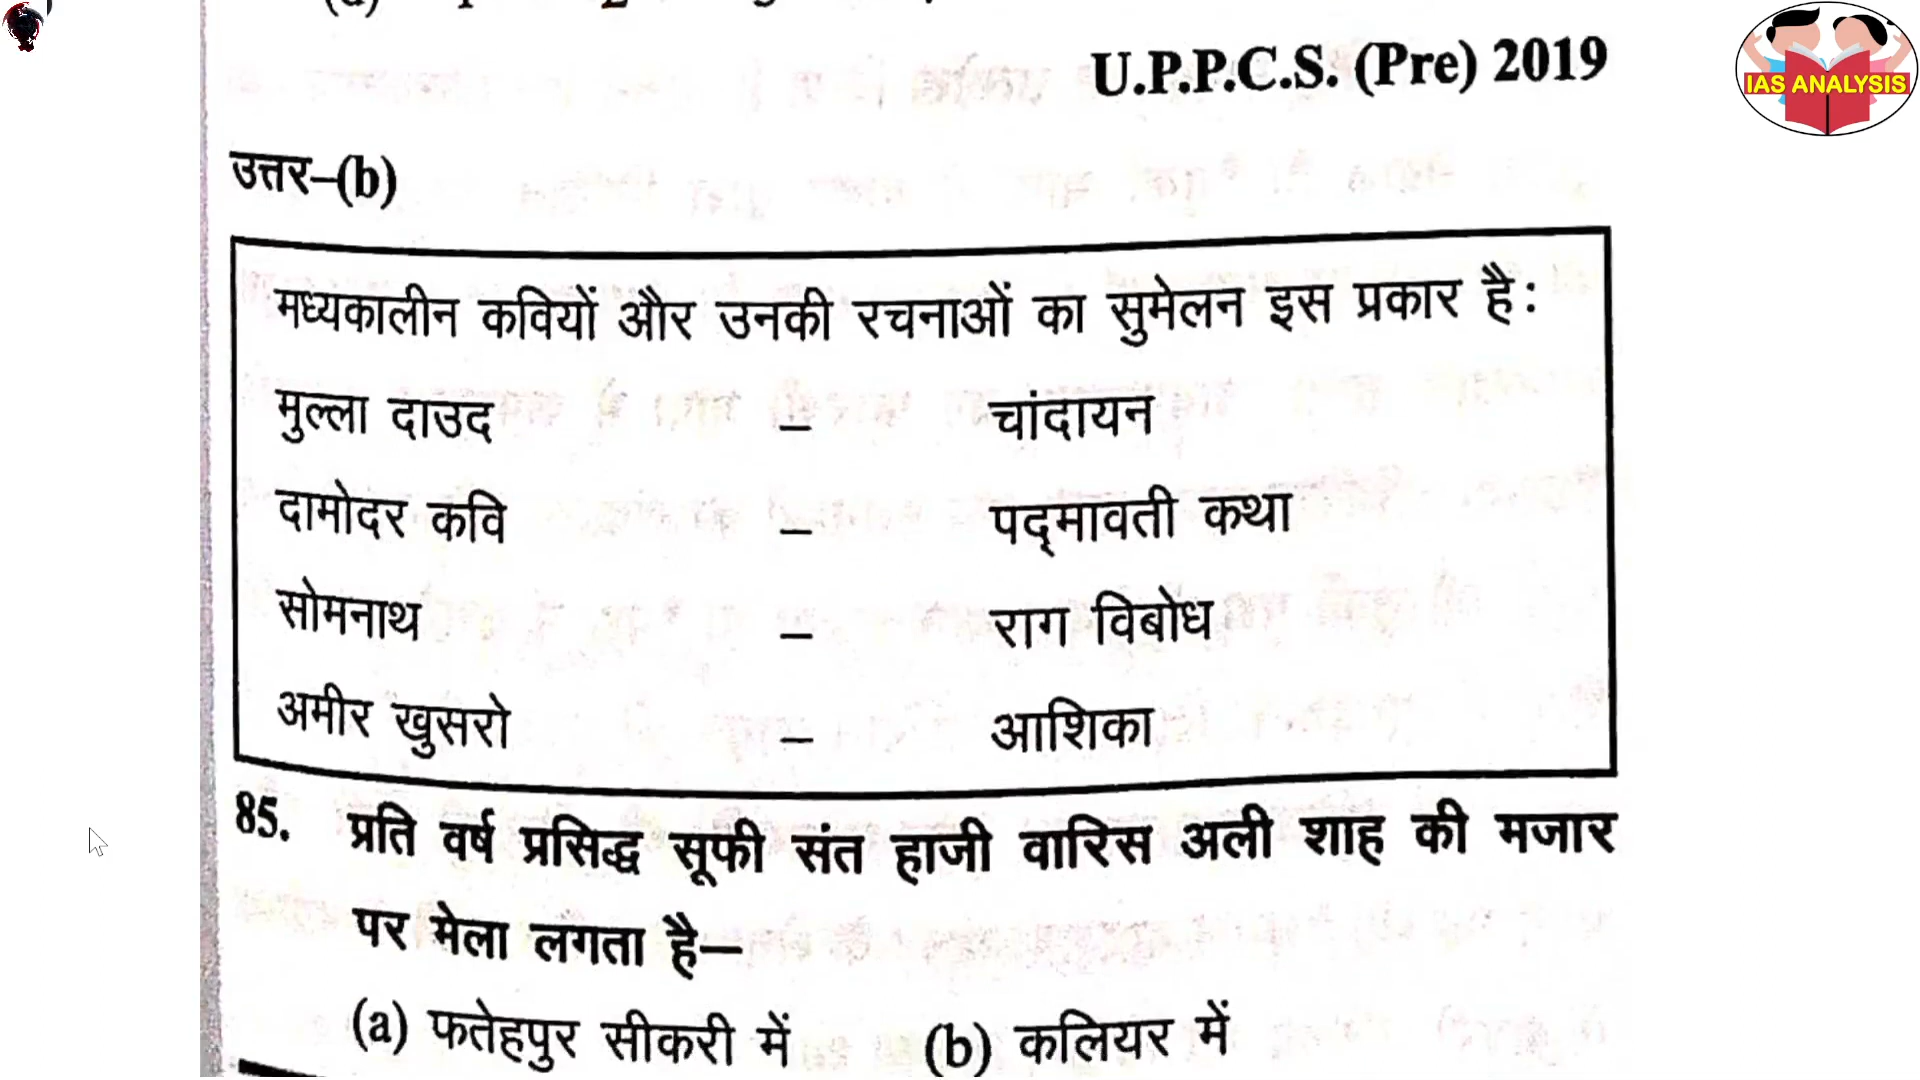 U.P.P.C.S. (Pre) 2019
IAS ANALYSIS
उत्तर–(b)
मध्यकालीन कवियों और उनकी रचनाओं का सुमेलन इस प्रकार है :
मुल्ला दाउद – चांदायन
दामोदर कवि – पद्मावती कथा
सोमनाथ – राग विबोध
अमीर खुसरो – आशिका
85. प्रति वर्ष प्रसिद्ध सूफी संत हाजी वारिस अली शाह की मजार
पर मेला लगता है–
(a) फतेहपुर सीकरी में (b) कलियर में